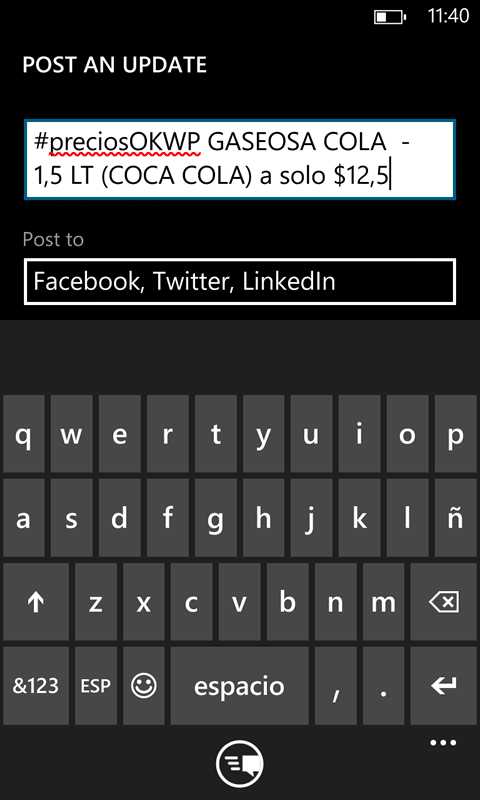 11:40
POST AN UPDATE
#preciosOKWP GASEOSA COLA  -
1,5 LT (COCA COLA) a solo $12,5
Post to
Facebook, Twitter, LinkedIn
q w e r t y u i o p
a s d f g h j k l ñ
z x c v b n m
&123 ESP espacio , .
...